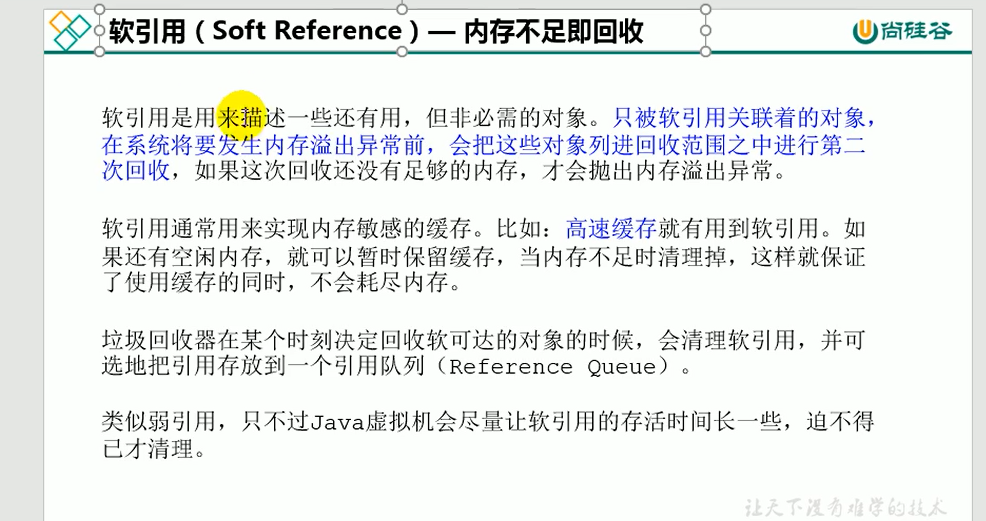 软引用（Soft Reference）— 内存不足即回收
尚硅谷
软引用是用来描述一些还有用，但非必需的对象。只被软引用关联着的对象，
在系统将要发生内存溢出异常前，会把这些对象列进回收范围之中进行第二
次回收，如果这次回收还没有足够的内存，才会抛出内存溢出异常。
软引用通常用来实现内存敏感的缓存。比如：高速缓存就有用到软引用。如
果还有空闲内存，就可以暂时保留缓存，当内存不足时清理掉，这样就保证
了使用缓存的同时，不会耗尽内存。
垃圾回收器在某个时刻决定回收软可达的对象的时候，会清理软引用，并可
选地把引用存放到一个引用队列（Reference Queue）。
类似弱引用，只不过Java虚拟机会尽量让软引用的存活时间长一些，迫不得
已才清理。
让天下没有难学的技术